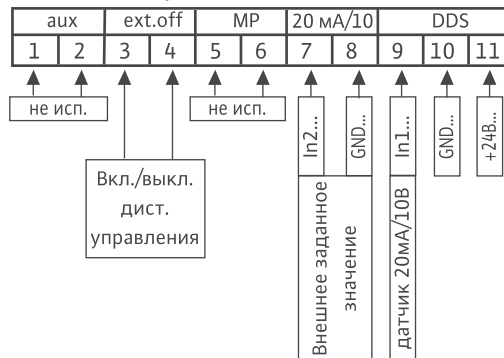 aux ext.off MP 20 мА/10 DDS
1 2 3 4 5 6 7 8 9 10 11
не исп. не исп.
In2... GND... In1... GND... +24В...
Вкл./выкл.
дист.
управления
Внешнее заданное
значение
датчик 20мА/10В